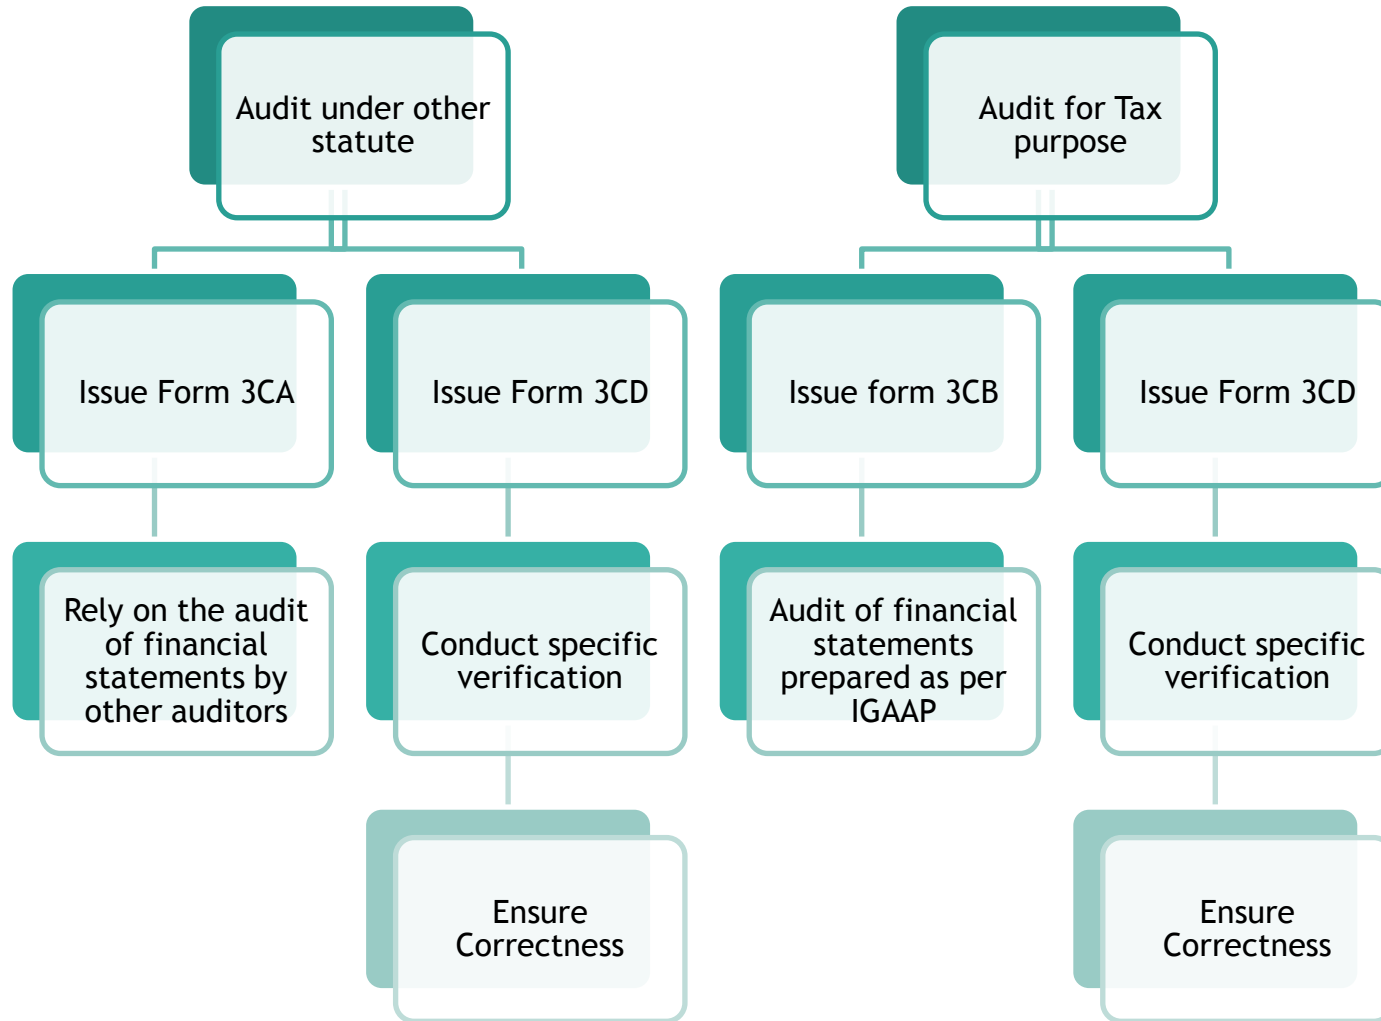 Audit under other
statute
Audit for Tax
purpose
Issue Form 3CA
Issue Form 3CD
Issue form 3CB
Issue Form 3CD
Rely on the audit
of financial
statements by
other auditors
Conduct specific
verification
Audit of financial
statements
prepared as per
IGAAP
Conduct specific
verification
Ensure
Correctness
Ensure
Correctness